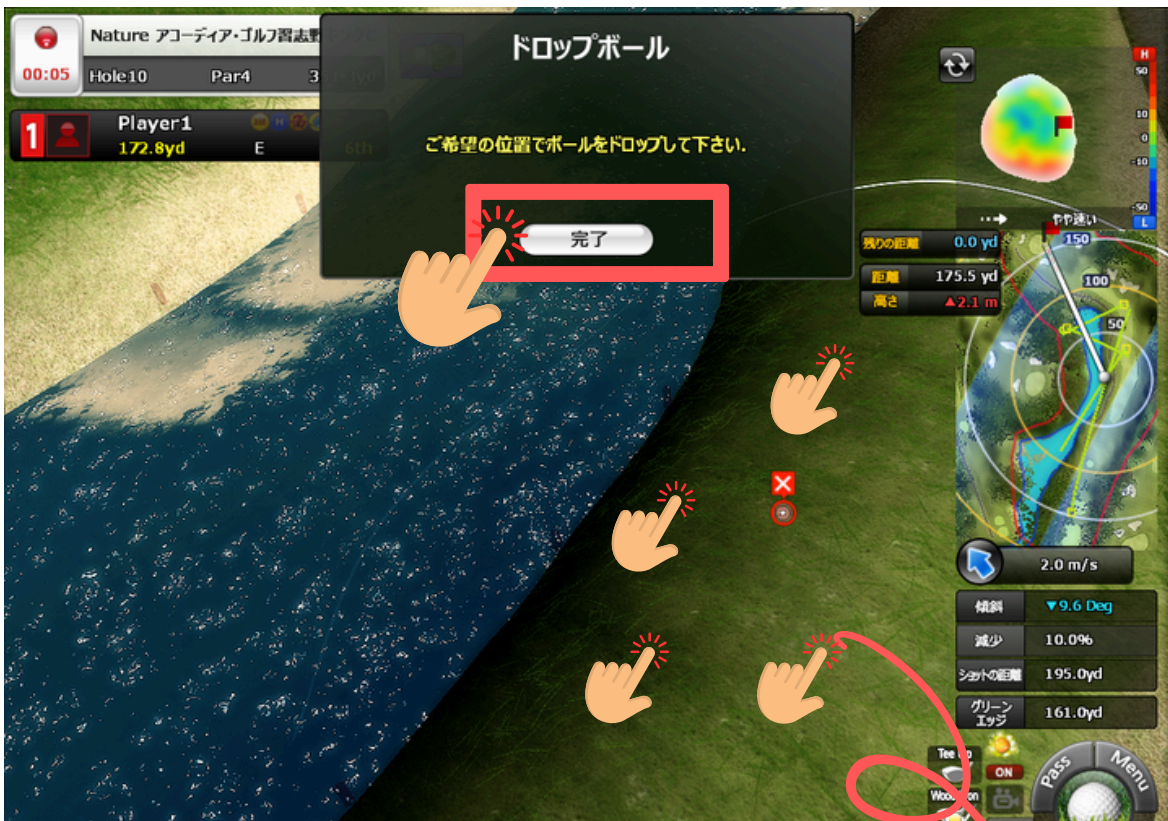 Nature アコーディア・ゴルフ習志野
00:05
Hole10 Par4
1
Player1
172.8yd E 6th
ドロップボール
ご希望の位置でボールをドロップして下さい.
完了
H
50
10
0
-10
-50
L
やや速い
残りの距離 0.0 yd
距離 175.5 yd
高さ ▲2.1 m
150
100
50
2.0 m/s
傾斜 ▼9.6 Deg
減少 10.0%
ショットの距離 195.0yd
グリーン
エッジ 161.0yd
Tee
ON
Pass
Menu